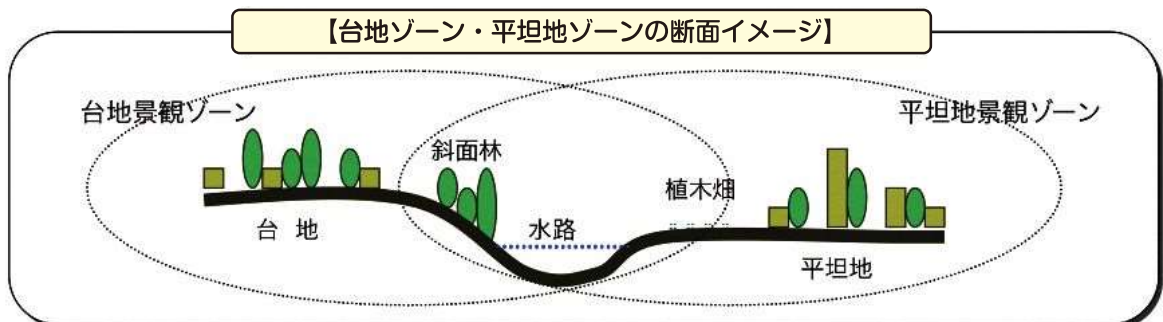 【台地ゾーン・平坦地ゾーンの断面イメージ】
台地景観ゾーン
平坦地景観ゾーン
斜面林
植木畑
台 地
水路
平坦地